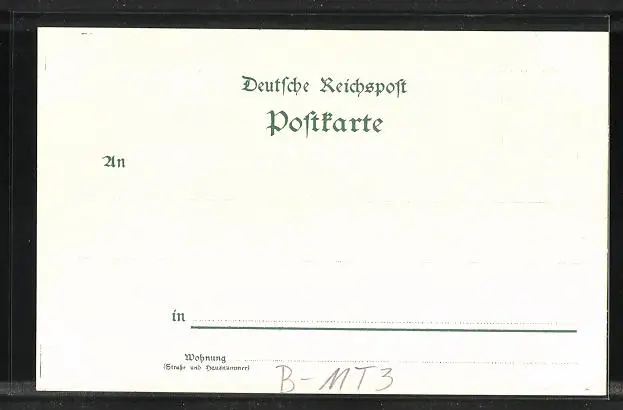 Deutsche Reichspost
Postkarte
An
in
Wohnung
(Straße und Hausnummer)
B-MT3